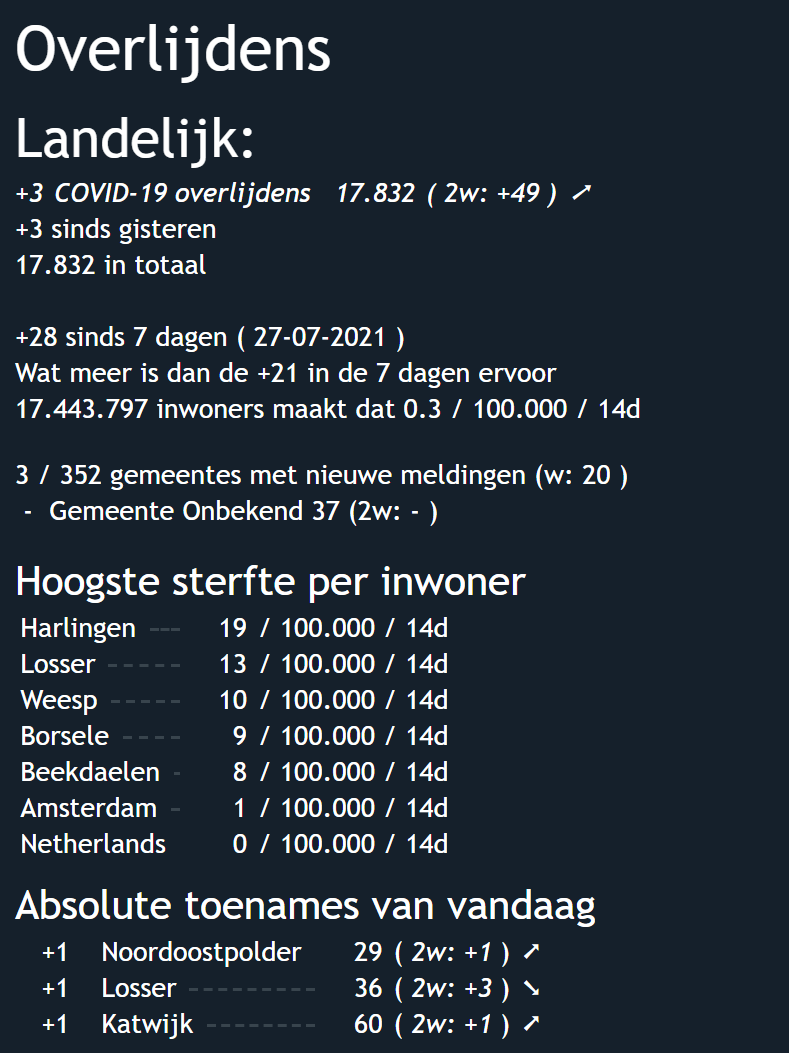 Overlijdens
Landelijk:
+3 COVID-19 overlijdens 17.832 ( 2w: +49 ) ➚
+3 sinds gisteren
17.832 in totaal
+28 sinds 7 dagen ( 27-07-2021 )
Wat meer is dan de +21 in de 7 dagen ervoor
17.443.797 inwoners maakt dat 0.3 / 100.000 / 14d
3 / 352 gemeentes met nieuwe meldingen (w: 20 )
- Gemeente Onbekend 37 (2w: - )
Hoogste sterfte per inwoner
Harlingen --- 19 / 100.000 / 14d
Losser ----- 13 / 100.000 / 14d
Weesp ----- 10 / 100.000 / 14d
Borsele ---- 9 / 100.000 / 14d
Beekdaelen - 8 / 100.000 / 14d
Amsterdam - 1 / 100.000 / 14d
Netherlands 0 / 100.000 / 14d
Absolute toenames van vandaag
+1 Noordoostpolder 29 ( 2w: +1 ) ➚
+1 Losser --------- 36 ( 2w: +3 ) ➘
+1 Katwijk -------- 60 ( 2w: +1 ) ➚